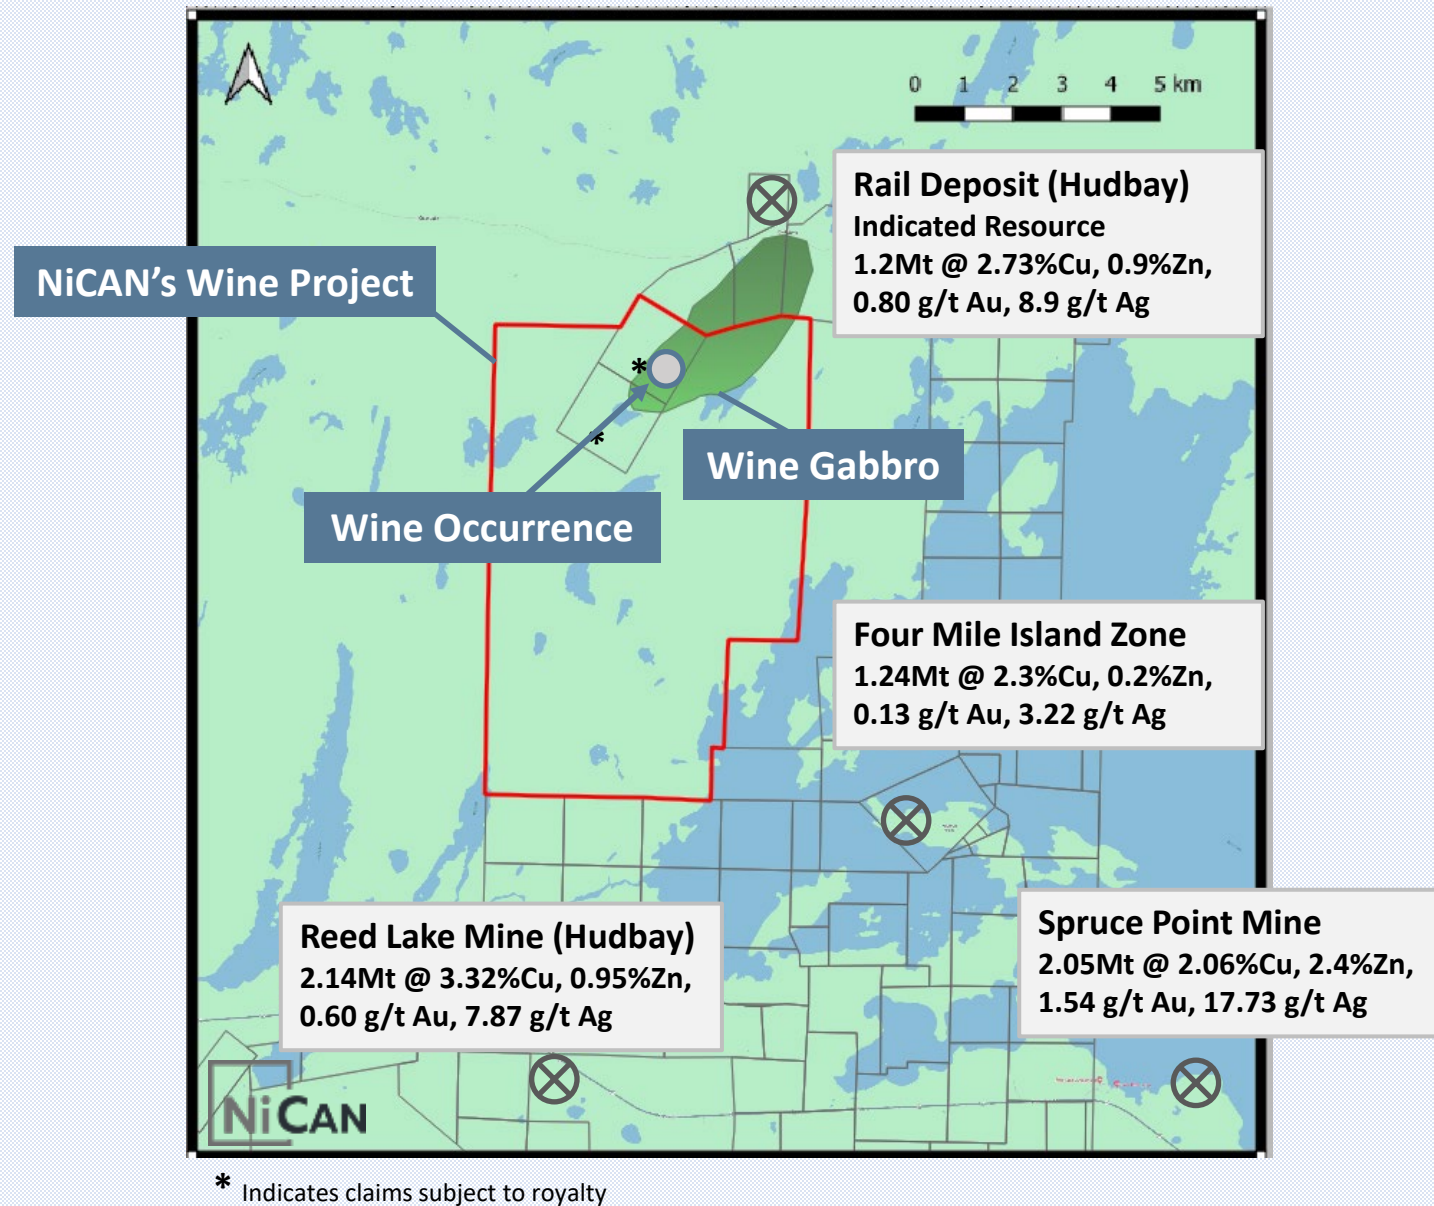 0 1 2 3 4 5 km
Rail Deposit (Hudbay)
Indicated Resource
1.2Mt @ 2.73%Cu, 0.9%Zn,
0.80 g/t Au, 8.9 g/t Ag
NiCAN’s Wine Project
*
*
Wine Gabbro
Wine Occurrence
Four Mile Island Zone
1.24Mt @ 2.3%Cu, 0.2%Zn,
0.13 g/t Au, 3.22 g/t Ag
Reed Lake Mine (Hudbay)
2.14Mt @ 3.32%Cu, 0.95%Zn,
0.60 g/t Au, 7.87 g/t Ag
Spruce Point Mine
2.05Mt @ 2.06%Cu, 2.4%Zn,
1.54 g/t Au, 17.73 g/t Ag
NiCAN
* Indicates claims subject to royalty